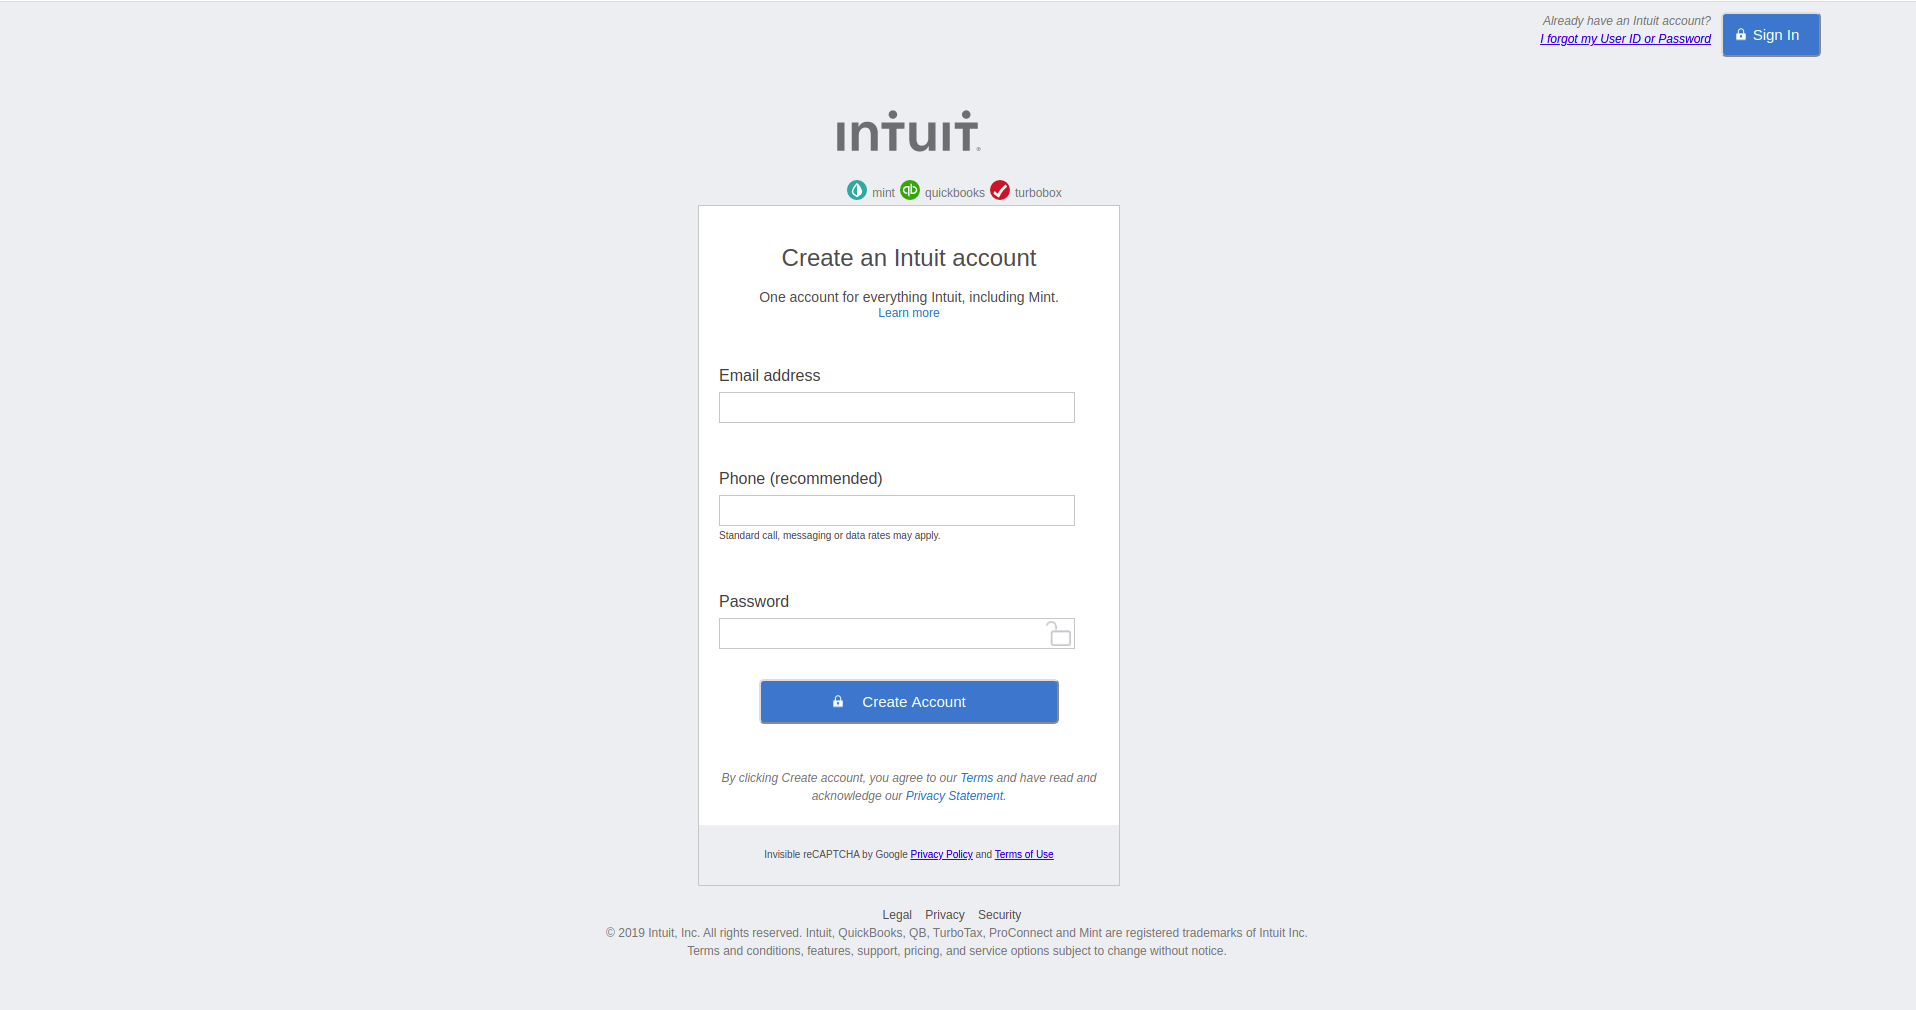 Already have an Intuit account?
I forgot my User ID or Password
Sign In
intuit®
mint quickbooks turbobox
Create an Intuit account
One account for everything Intuit, including Mint.
Learn more
Email address
Phone (recommended)
Standard call, messaging or data rates may apply.
Password
Create Account
By clicking Create account, you agree to our Terms and have read and
acknowledge our Privacy Statement.
Invisible reCAPTCHA by Google Privacy Policy and Terms of Use
Legal Privacy Security
© 2019 Intuit, Inc. All rights reserved. Intuit, QuickBooks, QB, TurboTax, ProConnect and Mint are registered trademarks of Intuit Inc.
Terms and conditions, features, support, pricing, and service options subject to change without notice.